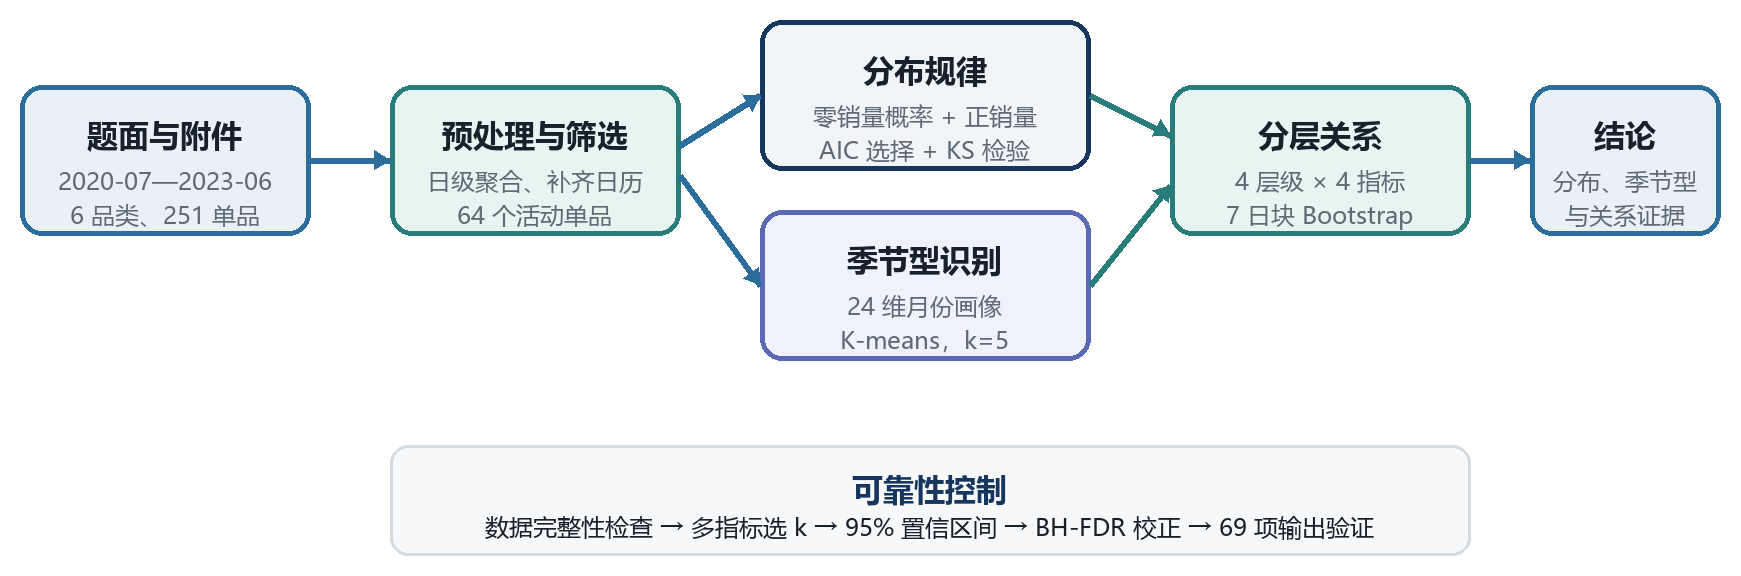 题面与附件
2020-07—2023-06
6 品类、251 单品
预处理与筛选
日级聚合、补齐日历
64 个活动单品
分布规律
零销量概率 + 正销量
AIC 选择 + KS 检验
季节型识别
24 维月份画像
K-means，k=5
分层关系
4 层级 × 4 指标
7 日块 Bootstrap
结论
分布、季节型
与关系证据
可靠性控制
数据完整性检查 → 多指标选 k → 95% 置信区间 → BH-FDR 校正 → 69 项输出验证